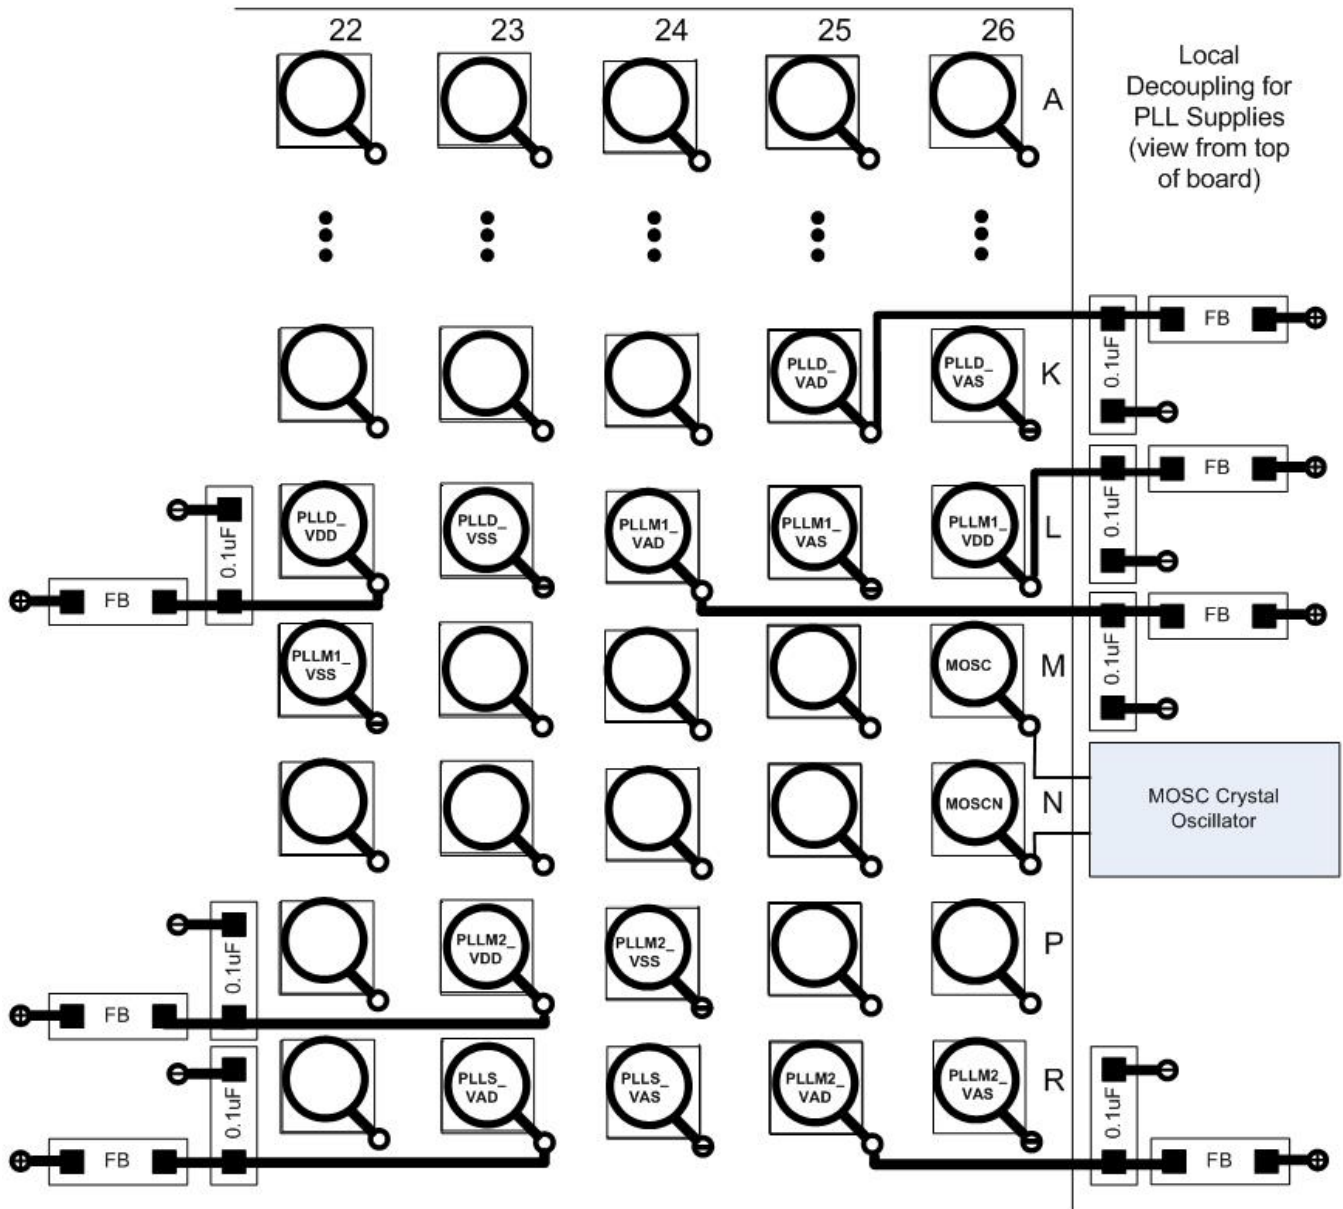 22 23 24 25 26
A
Local
Decoupling for
PLL Supplies
(view from top
of board)
PLLD_
VAD
PLLD_
VAS
K
0.1uF
FB
PLLD_
VDD
PLLD_
VSS
PLLM1_
VAD
PLLM1_
VAS
PLLM1_
VDD
L
0.1uF
FB
0.1uF
FB
PLLM1_
VSS
MOSC
M
0.1uF
FB
MOSCN
N
MOSC Crystal
Oscillator
PLLM2_
VDD
PLLM2_
VSS
P
0.1uF
FB
PLLS_
VAD
PLLS_
VAS
PLLM2_
VAD
PLLM2_
VAS
R
0.1uF
FB
0.1uF
FB